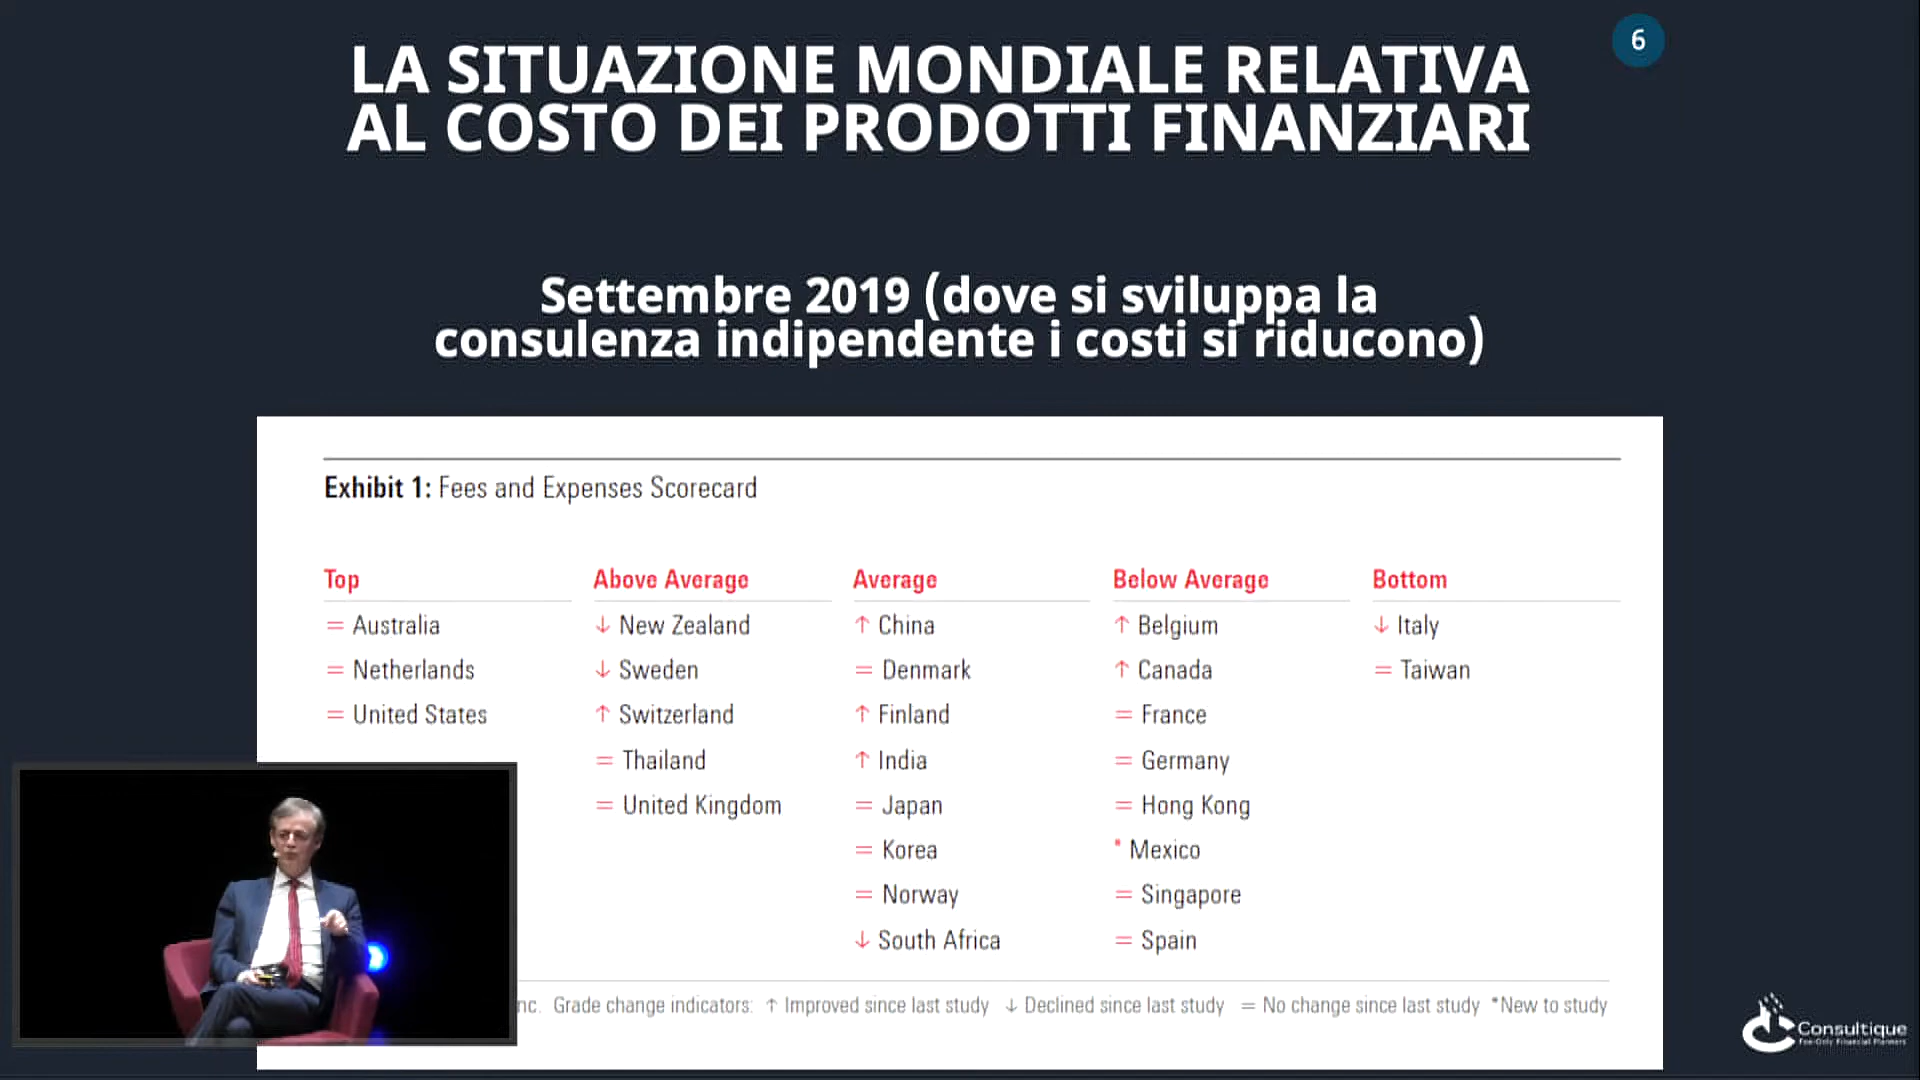 6
LA SITUAZIONE MONDIALE RELATIVA
AL COSTO DEI PRODOTTI FINANZIARI
Settembre 2019 (dove si sviluppa la
consulenza indipendente i costi si riducono)
Exhibit 1: Fees and Expenses Scorecard
Top
= Australia
= Netherlands
= United States
Above Average
↓ New Zealand
↓ Sweden
↑ Switzerland
= Thailand
= United Kingdom
Average
↑ China
= Denmark
↑ Finland
↑ India
= Japan
= Korea
= Norway
↓ South Africa
Below Average
↑ Belgium
↑ Canada
= France
= Germany
= Hong Kong
* Mexico
= Singapore
= Spain
Bottom
↓ Italy
= Taiwan
nc. Grade change indicators: ↑ Improved since last study ↓ Declined since last study = No change since last study *New to study
Consultique
Fee-Only Financial Planners